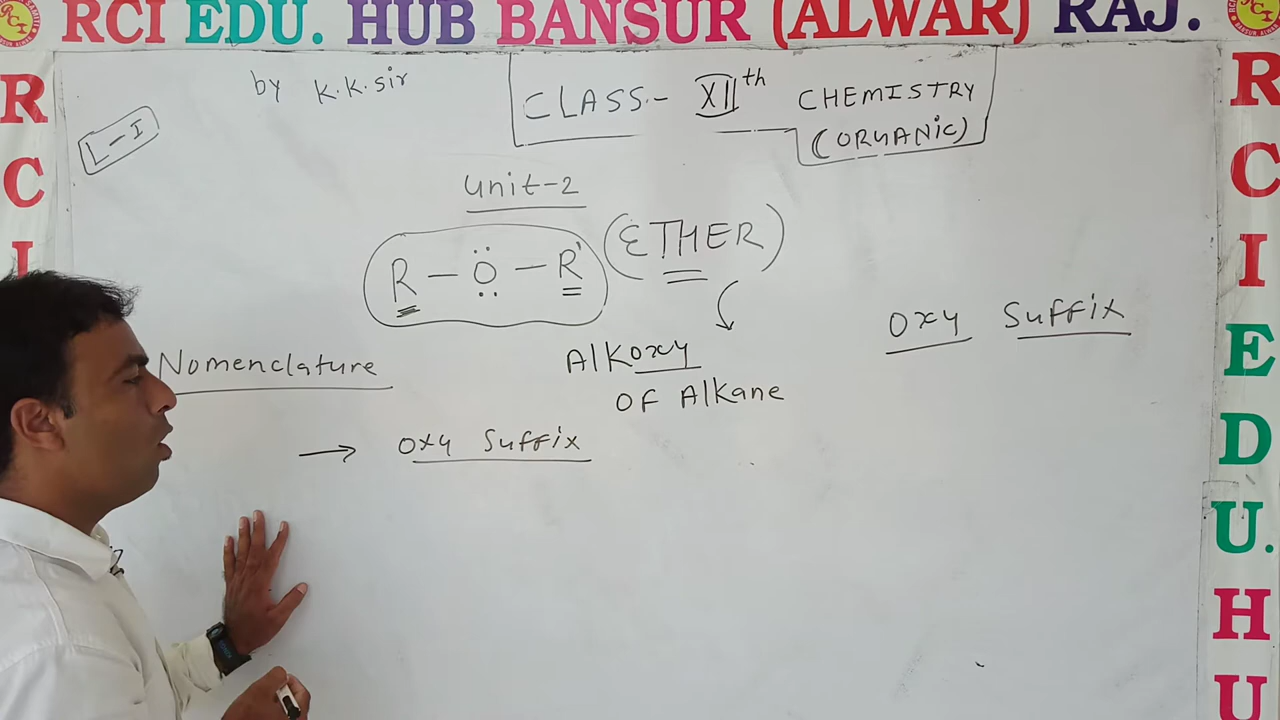 RCI EDU. HUB BANSUR (ALWAR) RAJ.
by K.K.Sir
CLASS:- XIIth CHEMISTRY
(ORGANIC)
L-I
Unit-2
R — Ö — R' (ETHER)
Nomenclature
Alkoxy
OF Alkane
Oxy Suffix
→ Oxy Suffix
R
C
I
R
C
I
E
D
U.
H
U